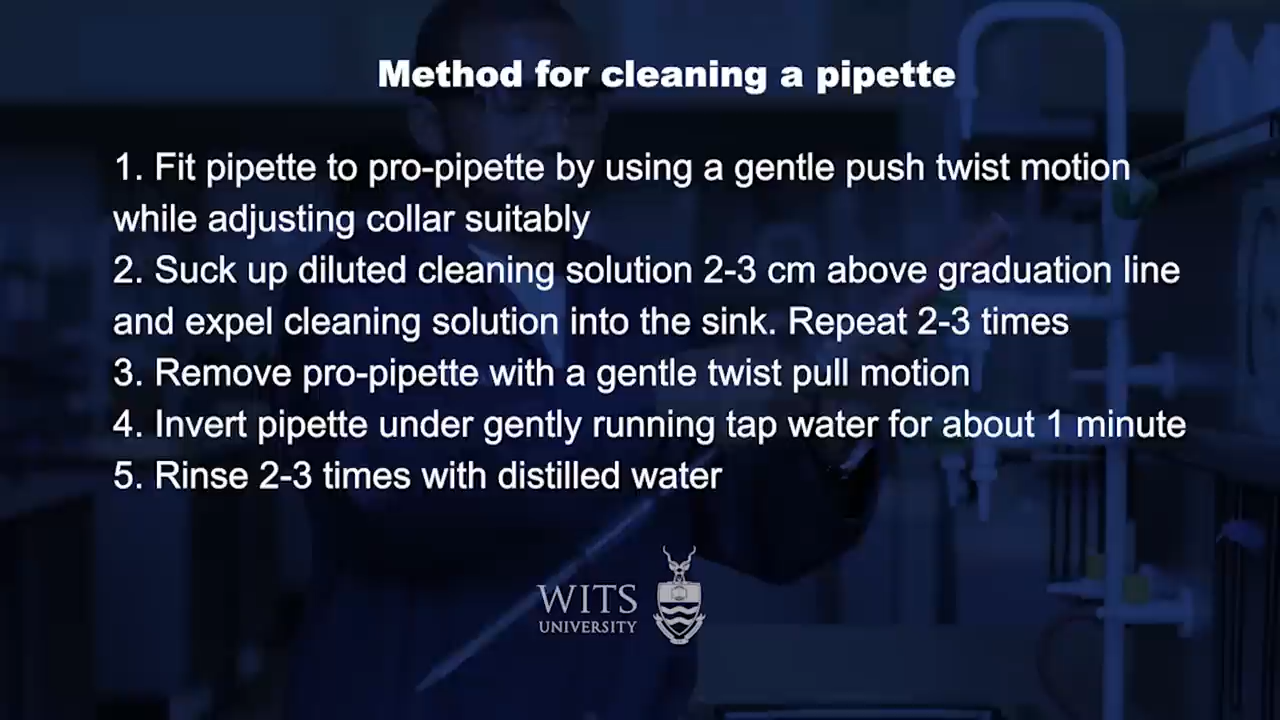 Method for cleaning a pipette
1. Fit pipette to pro-pipette by using a gentle push twist motion
while adjusting collar suitably
2. Suck up diluted cleaning solution 2-3 cm above graduation line
and expel cleaning solution into the sink. Repeat 2-3 times
3. Remove pro-pipette with a gentle twist pull motion
4. Invert pipette under gently running tap water for about 1 minute
5. Rinse 2-3 times with distilled water
WITS
UNIVERSITY